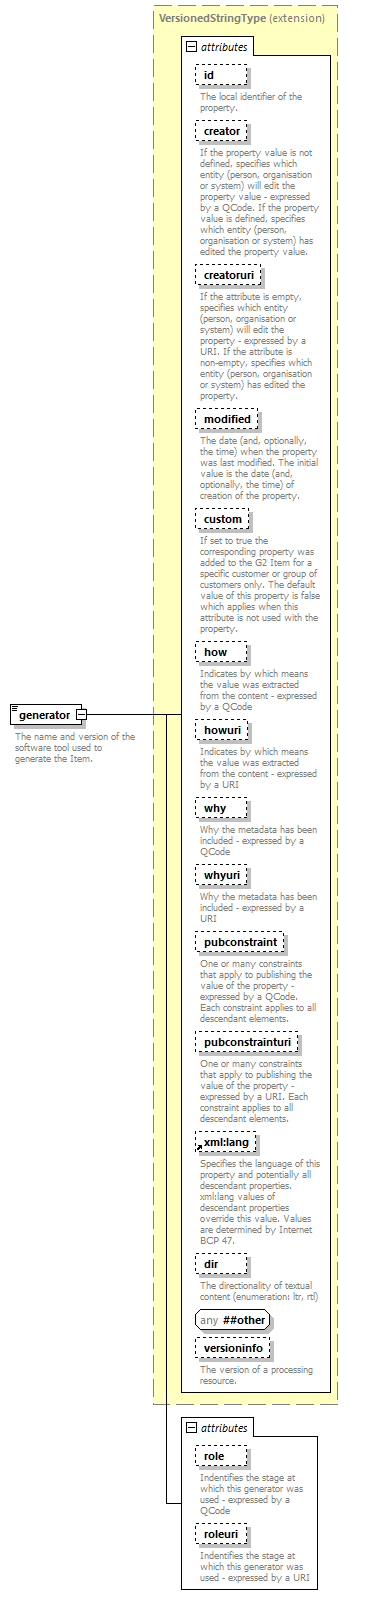 VersionedStringType (extension)
attributes
id
The local identifier of the
property.
creator
If the property value is not
defined, specifies which
entity (person, organisation
or system) will edit the
property value - expressed
by a QCode. If the property
value is defined, specifies
which entity (person,
organisation or system) has
edited the property value.
creatoruri
If the attribute is empty,
specifies which entity
(person, organisation or
system) will edit the
property - expressed by a
URI. If the attribute is
non-empty, specifies which
entity (person, organisation
or system) has edited the
property.
modified
The date (and, optionally,
the time) when the property
was last modified. The initial
value is the date (and,
optionally, the time) of
creation of the property.
custom
If set to true the
corresponding property was
added to the G2 Item for a
specific customer or group of
customers only. The default
value of this property is false
which applies when this
attribute is not used with the
property.
how
Indicates by which means
the value was extracted
from the content - expressed
by a QCode
generator
The name and version of the
software tool used to
generate the Item.
howuri
Indicates by which means
the value was extracted
from the content - expressed
by a URI
why
Why the metadata has been
included - expressed by a
QCode
whyuri
Why the metadata has been
included - expressed by a
URI
pubconstraint
One or many constraints
that apply to publishing the
value of the property -
expressed by a QCode.
Each constraint applies to all
descendant elements.
pubconstrainturi
One or many constraints
that apply to publishing the
value of the property -
expressed by a URI. Each
constraint applies to all
descendant elements.
xml:lang
Specifies the language of this
property and potentially all
descendant properties.
xml:lang values of
descendant properties
override this value. Values
are determined by Internet
BCP 47.
dir
The directionality of textual
content (enumeration: ltr, rtl)
any ##other
versioninfo
The version of a processing
resource.
attributes
role
Indentifies the stage at
which this generator was
used - expressed by a
QCode
roleuri
Indentifies the stage at
which this generator was
used - expressed by a URI